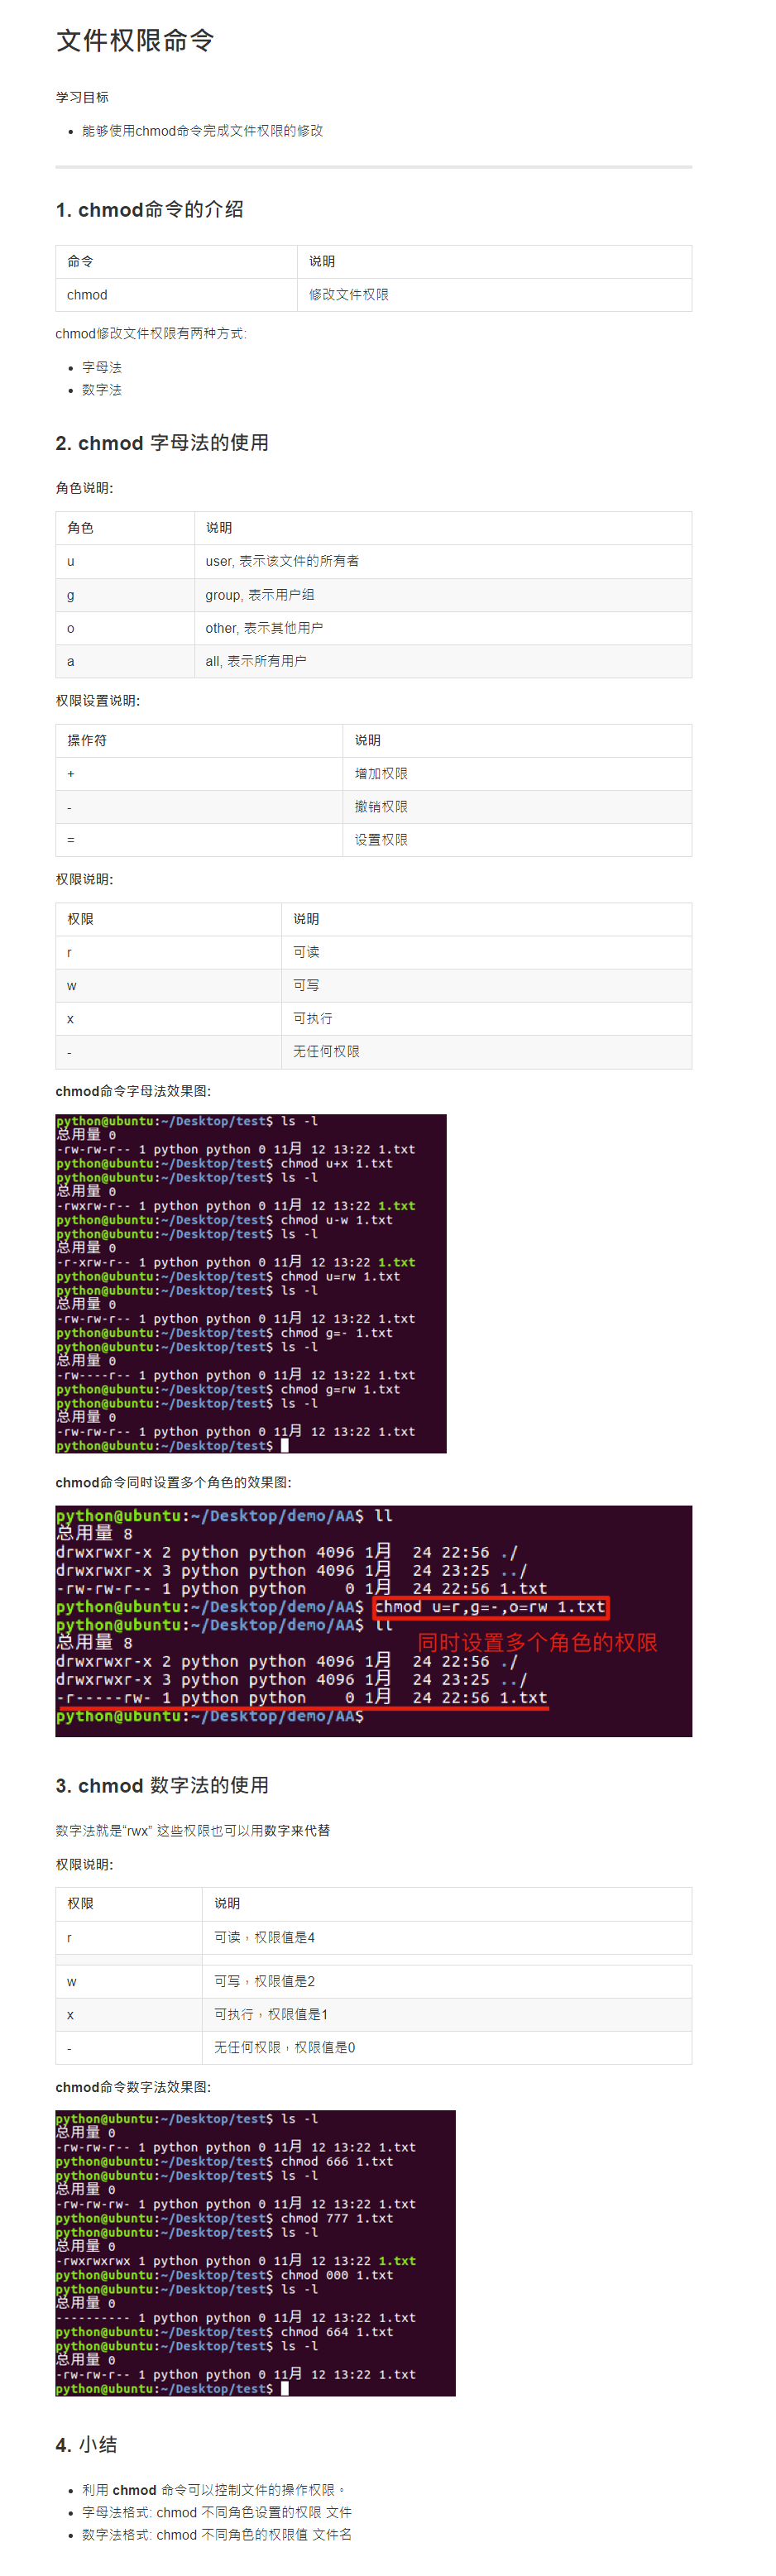 文件权限命令
学习目标
• 能够使用chmod命令完成文件权限的修改
1. chmod命令的介绍
命令 说明
chmod 修改文件权限
chmod修改文件权限有两种方式:
• 字母法
• 数字法
2. chmod 字母法的使用
角色说明:
角色 说明
u user, 表示该文件的所有者
g group, 表示用户组
o other, 表示其他用户
a all, 表示所有用户
权限设置说明:
操作符 说明
+ 增加权限
- 撤销权限
= 设置权限
权限说明:
权限 说明
r 可读
w 可写
x 可执行
- 无任何权限
chmod命令字母法效果图:
python@ubuntu:~/Desktop/test$ ls -l
总用量 0
-rw-rw-r-- 1 python python 0 11月 12 13:22 1.txt
python@ubuntu:~/Desktop/test$ chmod u+x 1.txt
python@ubuntu:~/Desktop/test$ ls -l
总用量 0
-rwxrw-r-- 1 python python 0 11月 12 13:22 1.txt
python@ubuntu:~/Desktop/test$ chmod u-w 1.txt
python@ubuntu:~/Desktop/test$ ls -l
总用量 0
-r-xrw-r-- 1 python python 0 11月 12 13:22 1.txt
python@ubuntu:~/Desktop/test$ chmod u=rw 1.txt
python@ubuntu:~/Desktop/test$ ls -l
总用量 0
-rw-rw-r-- 1 python python 0 11月 12 13:22 1.txt
python@ubuntu:~/Desktop/test$ chmod g=- 1.txt
python@ubuntu:~/Desktop/test$ ls -l
总用量 0
-rw----r-- 1 python python 0 11月 12 13:22 1.txt
python@ubuntu:~/Desktop/test$ chmod g=rw 1.txt
python@ubuntu:~/Desktop/test$ ls -l
总用量 0
-rw-rw-r-- 1 python python 0 11月 12 13:22 1.txt
python@ubuntu:~/Desktop/test$
chmod命令同时设置多个角色的效果图:
python@ubuntu:~/Desktop/demo/AA$ ll
总用量 8
drwxrwxr-x 2 python python 4096 1月 24 22:56 ./
drwxrwxr-x 3 python python 4096 1月 24 23:25 ../
-rw-rw-r-- 1 python python 0 1月 24 22:56 1.txt
python@ubuntu:~/Desktop/demo/AA$ chmod u=r,g=-,o=rw 1.txt
python@ubuntu:~/Desktop/demo/AA$ ll
总用量 8 同时设置多个角色的权限
drwxrwxr-x 2 python python 4096 1月 24 22:56 ./
drwxrwxr-x 3 python python 4096 1月 24 23:25 ../
-r-----rw- 1 python python 0 1月 24 22:56 1.txt
python@ubuntu:~/Desktop/demo/AA$
3. chmod 数字法的使用
数字法就是“rwx” 这些权限也可以用数字来代替
权限说明:
权限 说明
r 可读，权限值是4
w 可写，权限值是2
x 可执行，权限值是1
- 无任何权限，权限值是0
chmod命令数字法效果图:
python@ubuntu:~/Desktop/test$ ls -l
总用量 0
-rw-rw-r-- 1 python python 0 11月 12 13:22 1.txt
python@ubuntu:~/Desktop/test$ chmod 666 1.txt
python@ubuntu:~/Desktop/test$ ls -l
总用量 0
-rw-rw-rw- 1 python python 0 11月 12 13:22 1.txt
python@ubuntu:~/Desktop/test$ chmod 777 1.txt
python@ubuntu:~/Desktop/test$ ls -l
总用量 0
-rwxrwxrwx 1 python python 0 11月 12 13:22 1.txt
python@ubuntu:~/Desktop/test$ chmod 000 1.txt
python@ubuntu:~/Desktop/test$ ls -l
总用量 0
---------- 1 python python 0 11月 12 13:22 1.txt
python@ubuntu:~/Desktop/test$ chmod 664 1.txt
python@ubuntu:~/Desktop/test$ ls -l
总用量 0
-rw-rw-r-- 1 python python 0 11月 12 13:22 1.txt
python@ubuntu:~/Desktop/test$
4. 小结
• 利用 chmod 命令可以控制文件的操作权限。
• 字母法格式: chmod 不同角色设置的权限 文件
• 数字法格式: chmod 不同角色的权限值 文件名